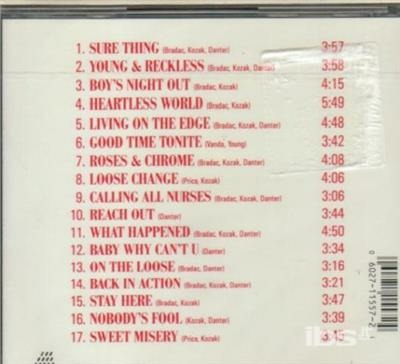 1. SURE THING (Bradac, Kozak, Danter) 3:57
2. YOUNG & RECKLESS (Bradac, Kozak, Danter) 3:58
3. BOY'S NIGHT OUT (Bradac, Kozak) 4:15
4. HEARTLESS WORLD (Bradac, Kozak) 5:49
5. LIVING ON THE EDGE (Bradac, Kozak, Danter) 4:48
6. GOOD TIME TONITE (Vanda, Young) 3:42
7. ROSES & CHROME (Bradac, Kozak, Danter) 4:08
8. LOOSE CHANGE (Price, Kozak) 4:06
9. CALLING ALL NURSES (Bradac, Kozak, Danter) 3:06
10. REACH OUT (Danter) 3:44
11. WHAT HAPPENED (Bradac, Kozak, Danter) 4:50
12. BABY WHY CAN'T U (Danter) 3:34
13. ON THE LOOSE (Bradac, Kozak, Danter) 3:16
14. BACK IN ACTION (Bradac, Kozak, Danter) 3:21
15. STAY HERE (Bradac, Kozak) 3:47
16. NOBODY'S FOOL (Kozak, Danter) 3:39
17. SWEET MISERY (Price, Kozak)
0 6027-11557-2
ibs.it